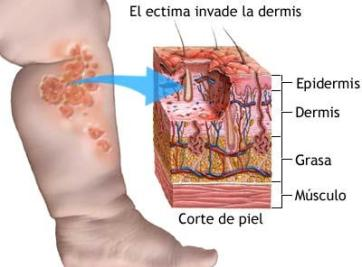 El ectima invade la dermis
Epidermis
Dermis
Grasa
Músculo
Corte de piel